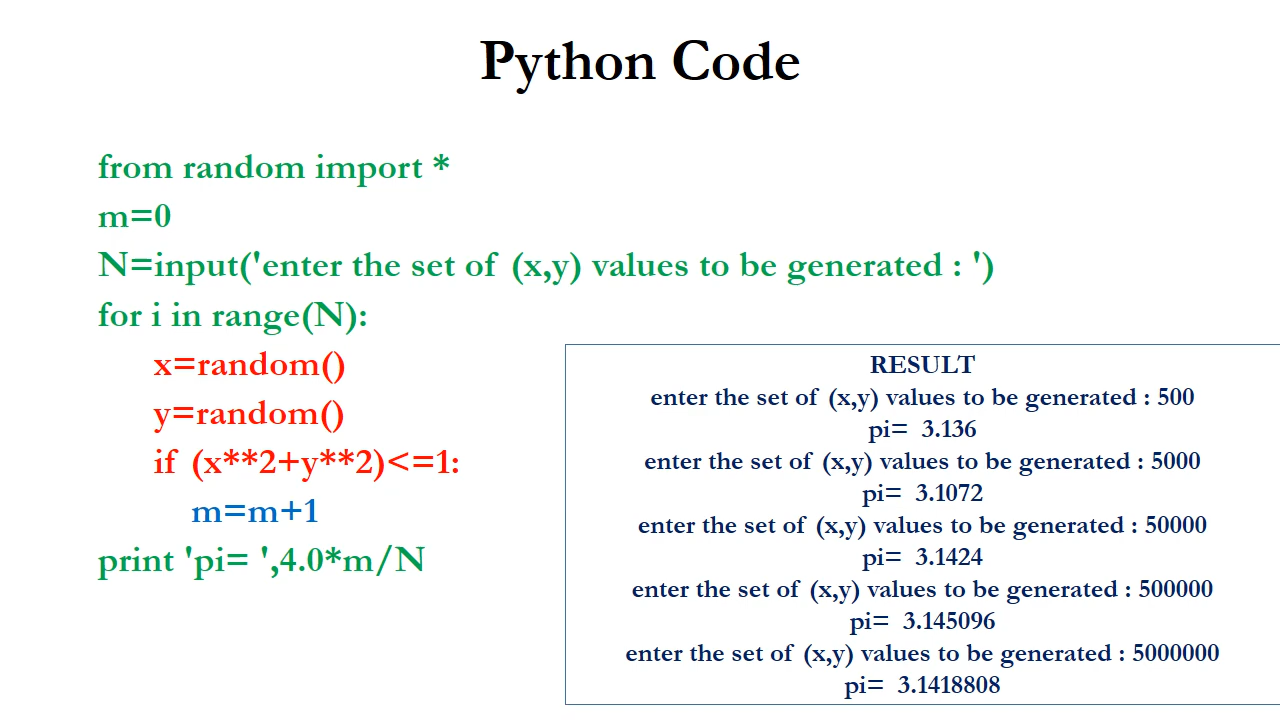 Python Code
from random import *
m=0
N=input('enter the set of (x,y) values to be generated : ')
for i in range(N):
x=random()
y=random()
if (x**2+y**2)<=1:
m=m+1
print 'pi= ',4.0*m/N
RESULT
enter the set of (x,y) values to be generated : 500
pi= 3.136
enter the set of (x,y) values to be generated : 5000
pi= 3.1072
enter the set of (x,y) values to be generated : 50000
pi= 3.1424
enter the set of (x,y) values to be generated : 500000
pi= 3.145096
enter the set of (x,y) values to be generated : 5000000
pi= 3.1418808